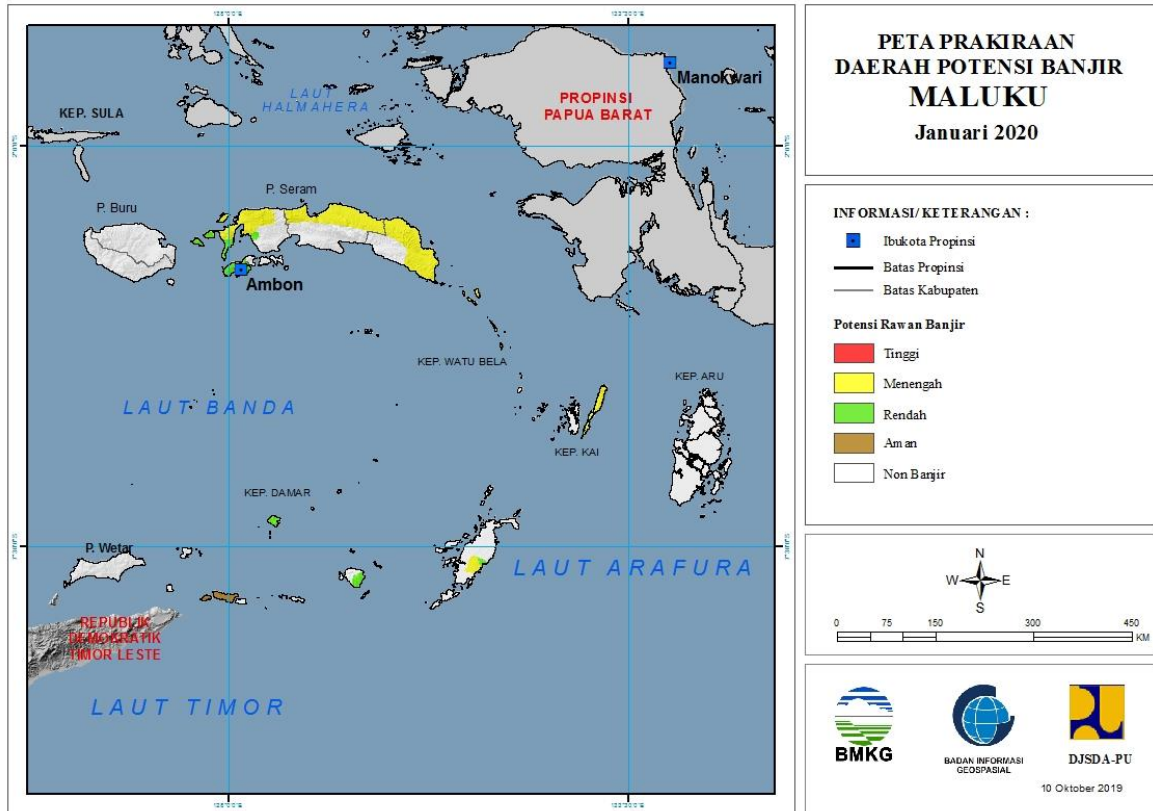 PETA PRAKIRAAN
DAERAH POTENSI BANJIR
MALUKU
Januari 2020
INFORMASI/ KETERANGAN :
Ibukota Propinsi
Batas Propinsi
Batas Kabupaten
Potensi Rawan Banjir
Tinggi
Menengah
Rendah
Aman
Non Banjir
N
W
E
S
0 75 150 300 450
KM
BMKG
BADAN INFORMASI
GEOSPASIAL
DJSDA-PU
10 Oktober 2019
Manokwari
LAUT
HALMAHERA
PROPINSI
PAPUA BARAT
KEP. SULA
P. Seram
P. Buru
Ambon
KEP. WATU BELA
KEP. ARU
LAUT BANDA
KEP. KAI
KEP. DAMAR
P. Wetar
LAUT ARAFURA
REPUBLIK
DEMOARATIK
TIMOR LESTE
LAUT TIMOR